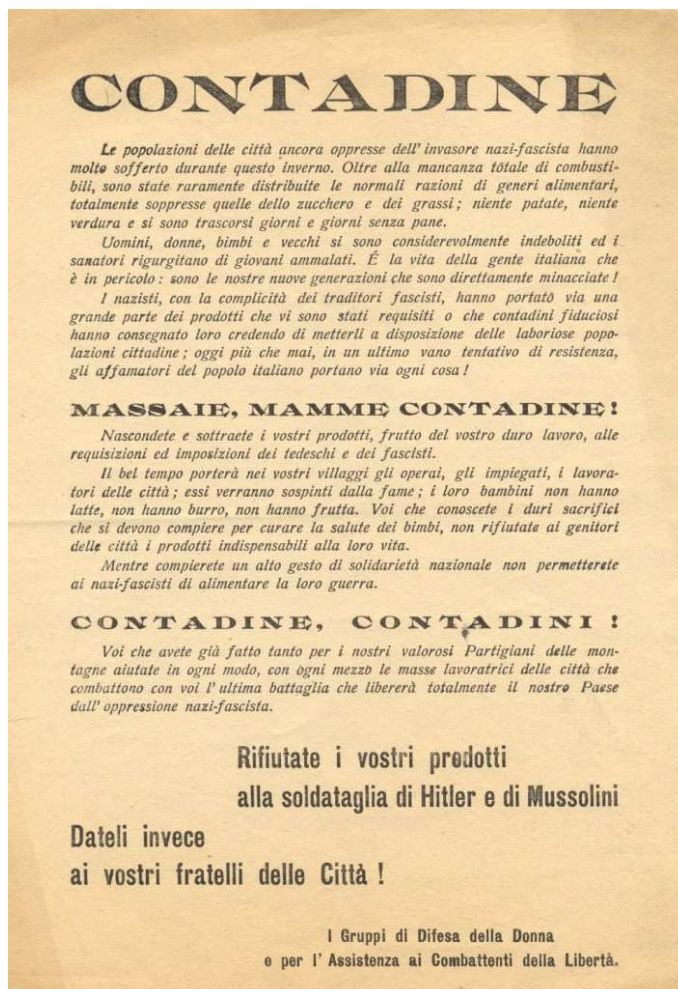 CONTADINE
Le popolazioni delle città ancora oppresse dell' invasore nazi-fascista hanno
molto sofferto durante questo inverno. Oltre alla mancanza tôtale di combusti-
bili, sono state raramente distribuite le normali razioni di generi alimentari,
totalmente soppresse quelle dello zucchero e dei grassi ; niente patate, niente
verdura e si sono trascorsi giorni e giorni senza pane.
Uomini, donne, bimbi e vecchi si sono considerevolmente indeboliti ed i
sanatori rigurgitano di giovani ammalati. É la vita della gente italiana che
è in pericolo : sono le nostre nuove generazioni che sono direttamente minacciate !
I nazisti, con la complicità dei traditori fascisti, hanno portatò via una
grande parte dei prodotti che vi sono stati requisiti o che contadini fiduciosi
hanno consegnato loro credendo di metterli a disposizione delle laboriose popo-
lazioni cittadine ; oggi più che mai, in un ultimo vano tentativo di resistenza,
gli affamatori del popolo italiano portano via ogni cosa !
MASSAIE, MAMME CONTADINE !
Nascondete e sottraete i vostri prodotti, frutto del vostro duro lavoro, alle
requisizioni ed imposizioni dei tedeschi e dei fascisti.
Il bel tempo porterà nei vostri villaggi gli operai, gli impiegati, i lavora-
tori delle città ; essi verranno sospinti dalla fame ; i loro bambini non hanno
latte, non hanno burro, non hanno frutta. Voi che conoscete i duri sacrifici
che si devono compiere per curare la salute dei bimbi, non rifiutate ai genitori
delle città i prodotti indispensabili alla loro vita.
Mentre compierete un alto gesto di solidarietà nazionale non permetterete
ai nazi-fascisti di alimentare la loro guerra.
CONTADINE, CONTADINI !
Voi che avete già fatto tanto per i nostri valorosi Partigiani delle mon-
tagne aiutate in ogni modo, con ogni mezzo le masse lavoratrici delle città che
combattono con voi l' ultima battaglia che libererà totalmente il nostro Paese
dall' oppressione nazi-fascista.
Rifiutate i vostri prodotti
alla soldataglia di Hitler e di Mussolini
Dateli invece
ai vostri fratelli delle Città !
I Gruppi di Difesa della Donna
e per l' Assistenza ai Combattenti della Libertà.